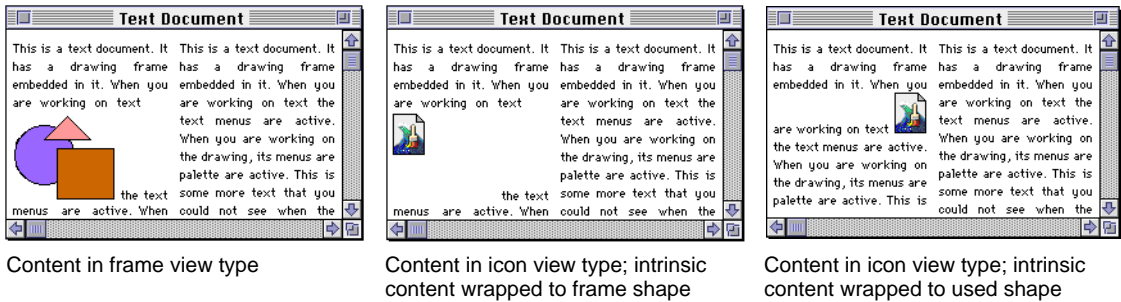 Text Document
This is a text document. It
has a drawing frame
embedded in it. When you
are working on text
the text
menus are active. When
This is a text document. It
has a drawing frame
embedded in it. When you
are working on text the
text menus are active.
When you are working on
the drawing, its menus are
palette are active. This is
some more text that you
could not see when the
Content in frame view type
Text Document
This is a text document. It
has a drawing frame
embedded in it. When you
are working on text
the text
menus are active. When
This is a text document. It
has a drawing frame
embedded in it. When you
are working on text the
text menus are active.
When you are working on
the drawing, its menus are
palette are active. This is
some more text that you
could not see when the
Content in icon view type; intrinsic
content wrapped to frame shape
Text Document
This is a text document. It
has a drawing frame
embedded in it. When you
are working on text
the text menus are active.
When you are working on
the drawing, its menus are
palette are active. This is
This is a text document. It
has a drawing frame
embedded in it. When you
are working on text the
text menus are active.
When you are working on
the drawing, its menus are
palette are active. This is
some more text that you
could not see when the
Content in icon view type; intrinsic
content wrapped to used shape